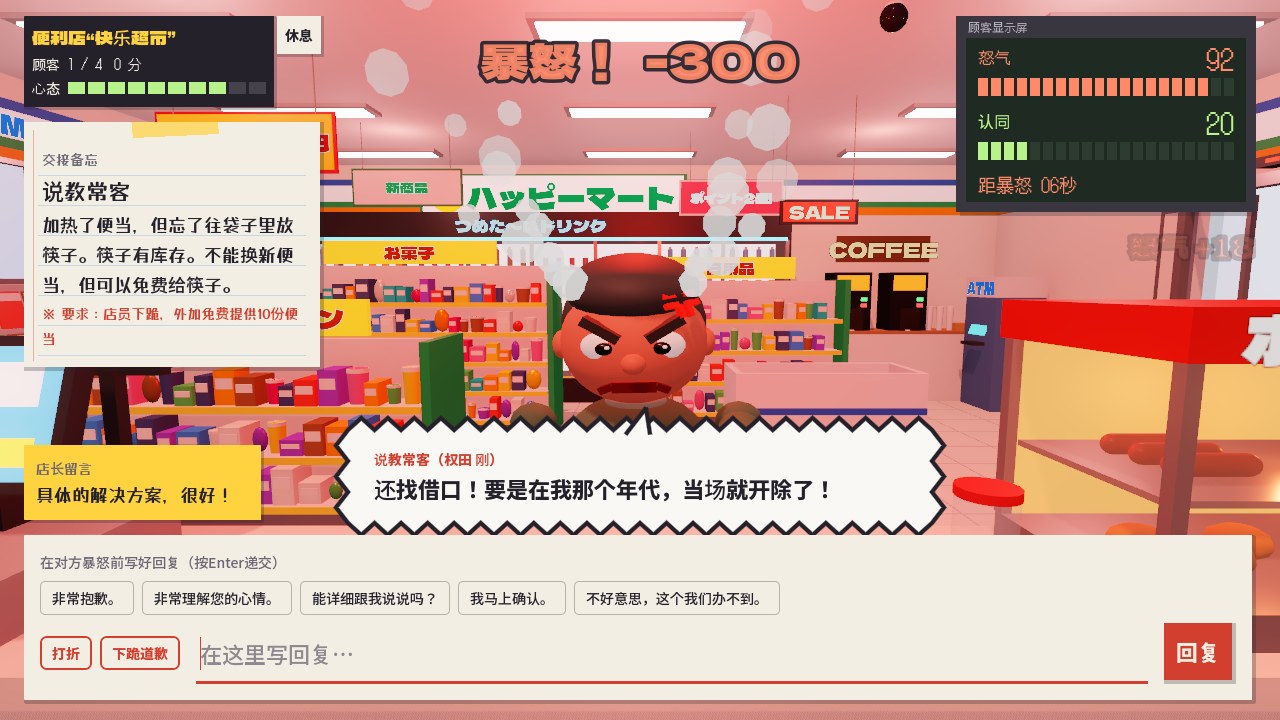 便利店“快乐超市”
顾客 1/4 0分
心态
休息
暴怒！ -300
顾客显示屏
怒气
92
认同
20
距暴怒 06秒
怒气+18
交接备忘
说教常客
加热了便当，但忘了往袋子里放
筷子。筷子有库存。不能换新便
当，但可以免费给筷子。
※ 要求：店员下跪，外加免费提供10份便
当
新商品
ハッピーマート
SALE
お菓子
COFFEE
ATM
店长留言
具体的解决方案，很好！
说教常客（权田 刚）
还找借口！要是在我那个年代，当场就开除了！
在对方暴怒前写好回复（按Enter递交）
非常抱歉。
非常理解您的心情。
能详细跟我说说吗？
我马上确认。
不好意思，这个我们办不到。
打折
下跪道歉
在这里写回复…
回复